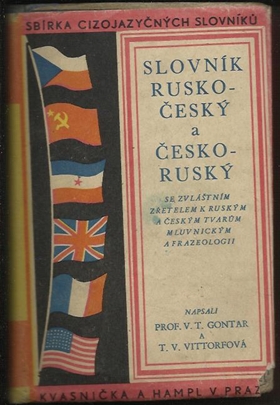 SBÍRKA CIZOJAZYČNÝCH SLOVNÍKŮ
SLOVNÍK
RUSKO-
ČESKÝ
a
ČESKO-
RUSKÝ
SE ZVLÁŠTNÍM
ZŘETELEM K RUSKÝM
A ČESKÝM TVARŮM
MLUVNICKÝM
A FRAZEOLOGII
NAPSALI
PROF. V. T. GONTAR
A
T. V. VITTORFOVÁ
KVASNIČKA A HAMPL V PRAZ